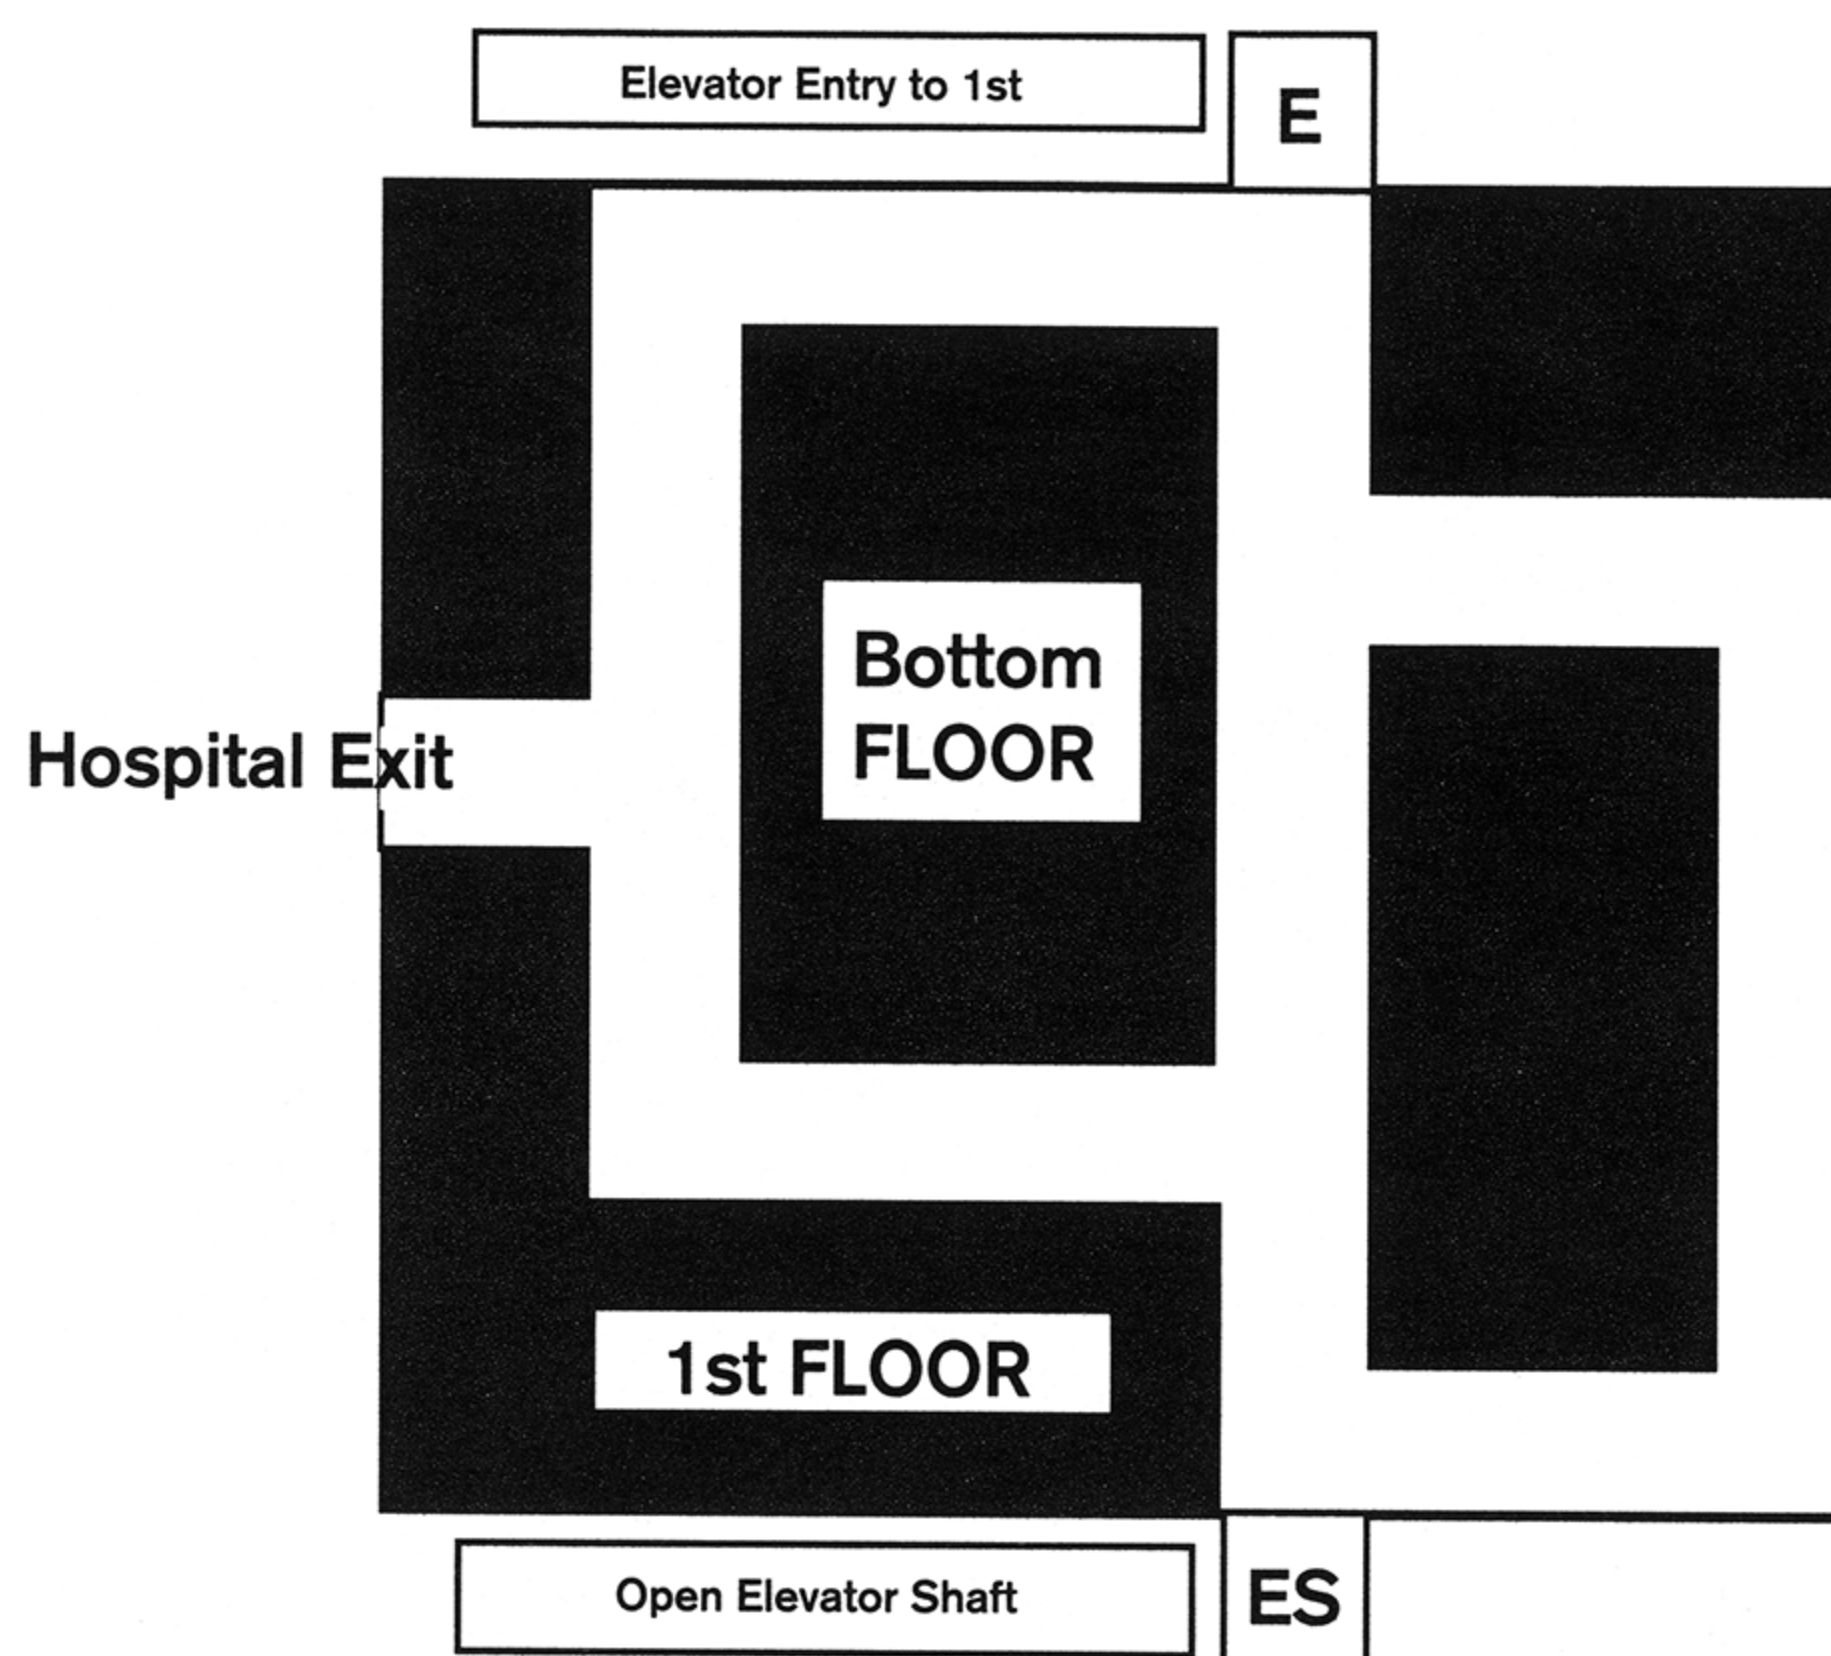 Elevator Entry to 1st
E
Bottom
FLOOR
Hospital Exit
1st FLOOR
Open Elevator Shaft
ES